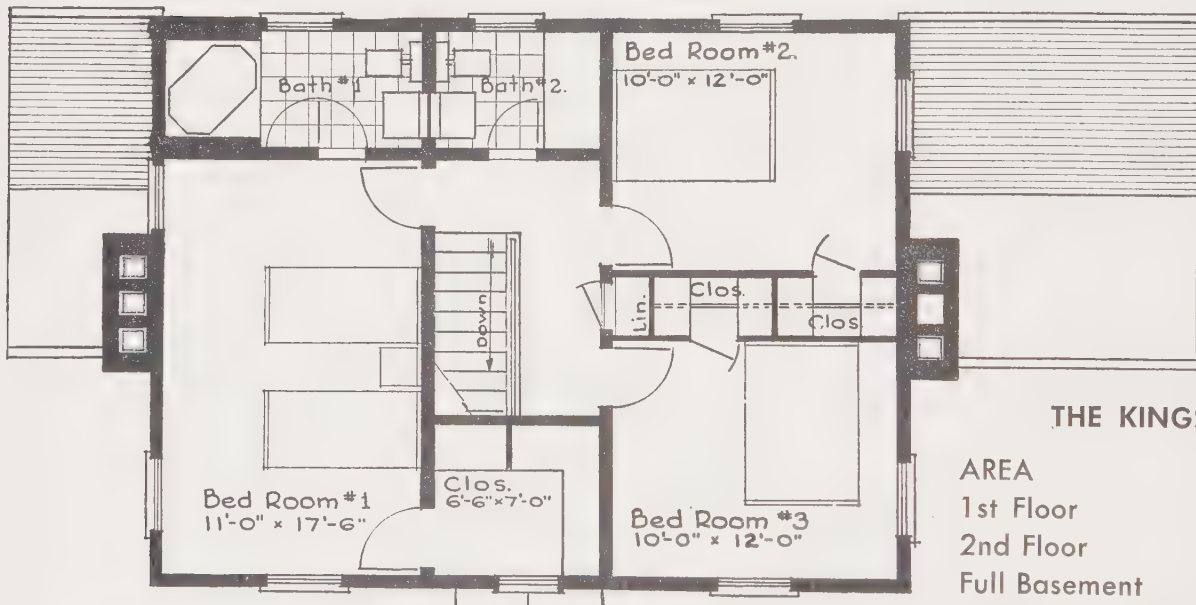 Bath #1
Bath #2.
Bed Room #2.
10'-0" x 12'-0"
Down
Lin.
Clos.
Clos
Bed Room #1
11'-0" x 17'-6"
Clos.
6'-6" x 7'-0"
Bed Room #3
10'-0" x 12'-0"
THE
AREA
1st Floor
2nd Floor
Full Basement